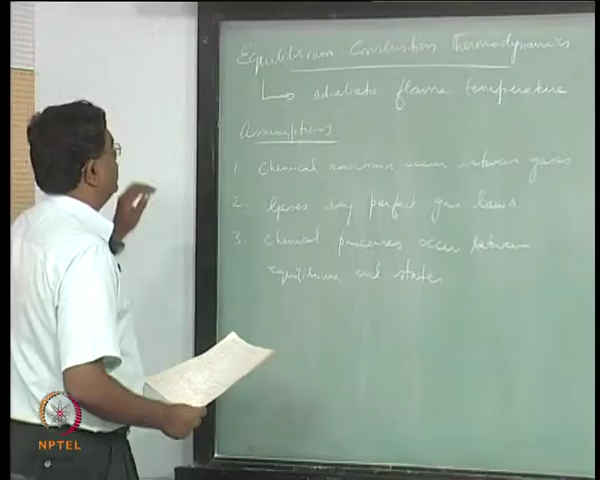 Equilibrium Combustion Thermodynamics
adiabatic flame temperature
Assumptions
1 Chemical reactions occur between gases
2. Gases obey perfect gas laws
3. Chemical processes occur between
equilibrium end states
NPTEL